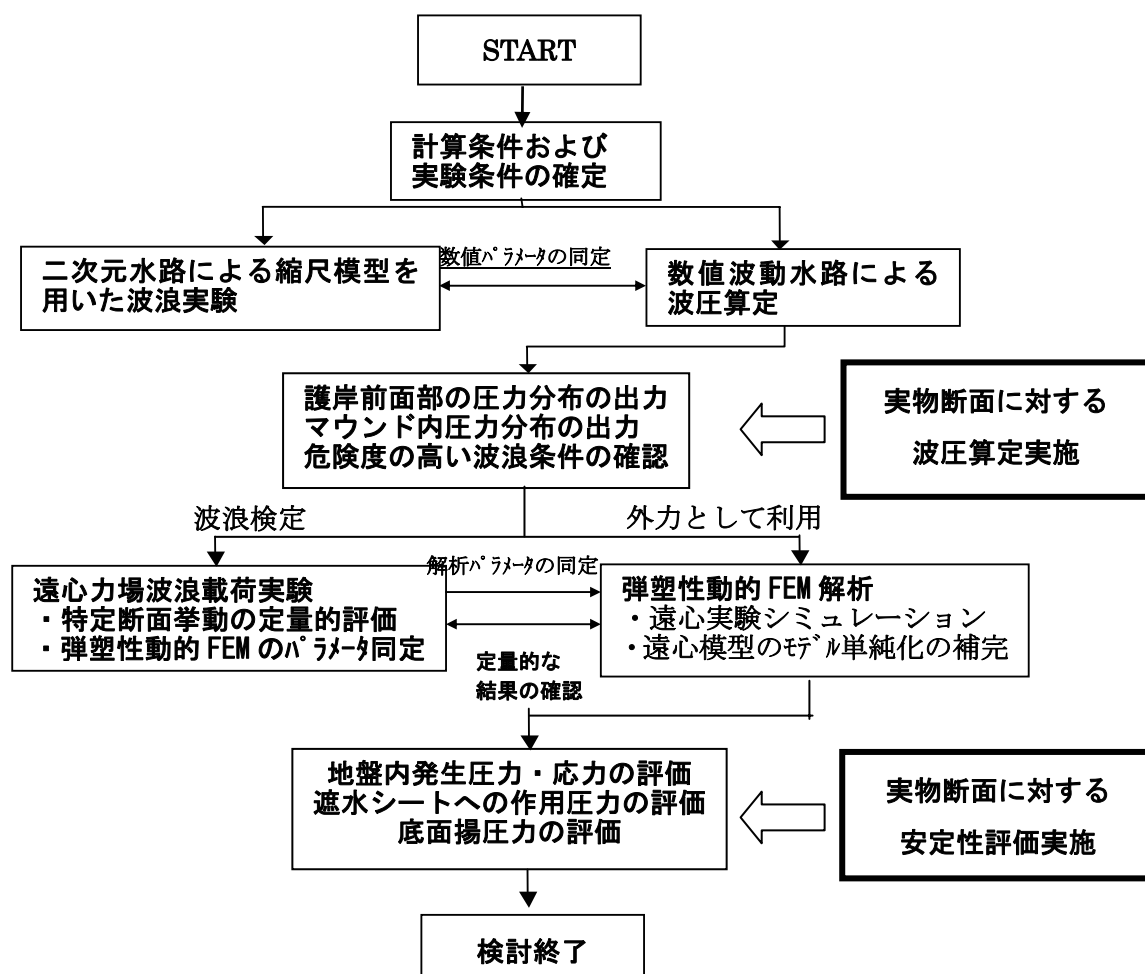 START
計算条件および
実験条件の確定
二次元水路による縮尺模型を
用いた波浪実験
数値ﾊﾟﾗﾒｰﾀの同定
数値波動水路による
波圧算定
護岸前面部の圧力分布の出力
マウンド内圧力分布の出力
危険度の高い波浪条件の確認
実物断面に対する
波圧算定実施
波浪検定
外力として利用
遠心力場波浪載荷実験
・特定断面挙動の定量的評価
・弾塑性動的 FEM のﾊﾟﾗﾒｰﾀ同定
解析ﾊﾟﾗﾒｰﾀの同定
弾塑性動的 FEM 解析
・遠心実験シミュレーション
・遠心模型のﾓﾃﾞﾙ単純化の補完
定量的な
結果の確認
地盤内発生圧力・応力の評価
遮水シートへの作用圧力の評価
底面揚圧力の評価
実物断面に対する
安定性評価実施
検討終了